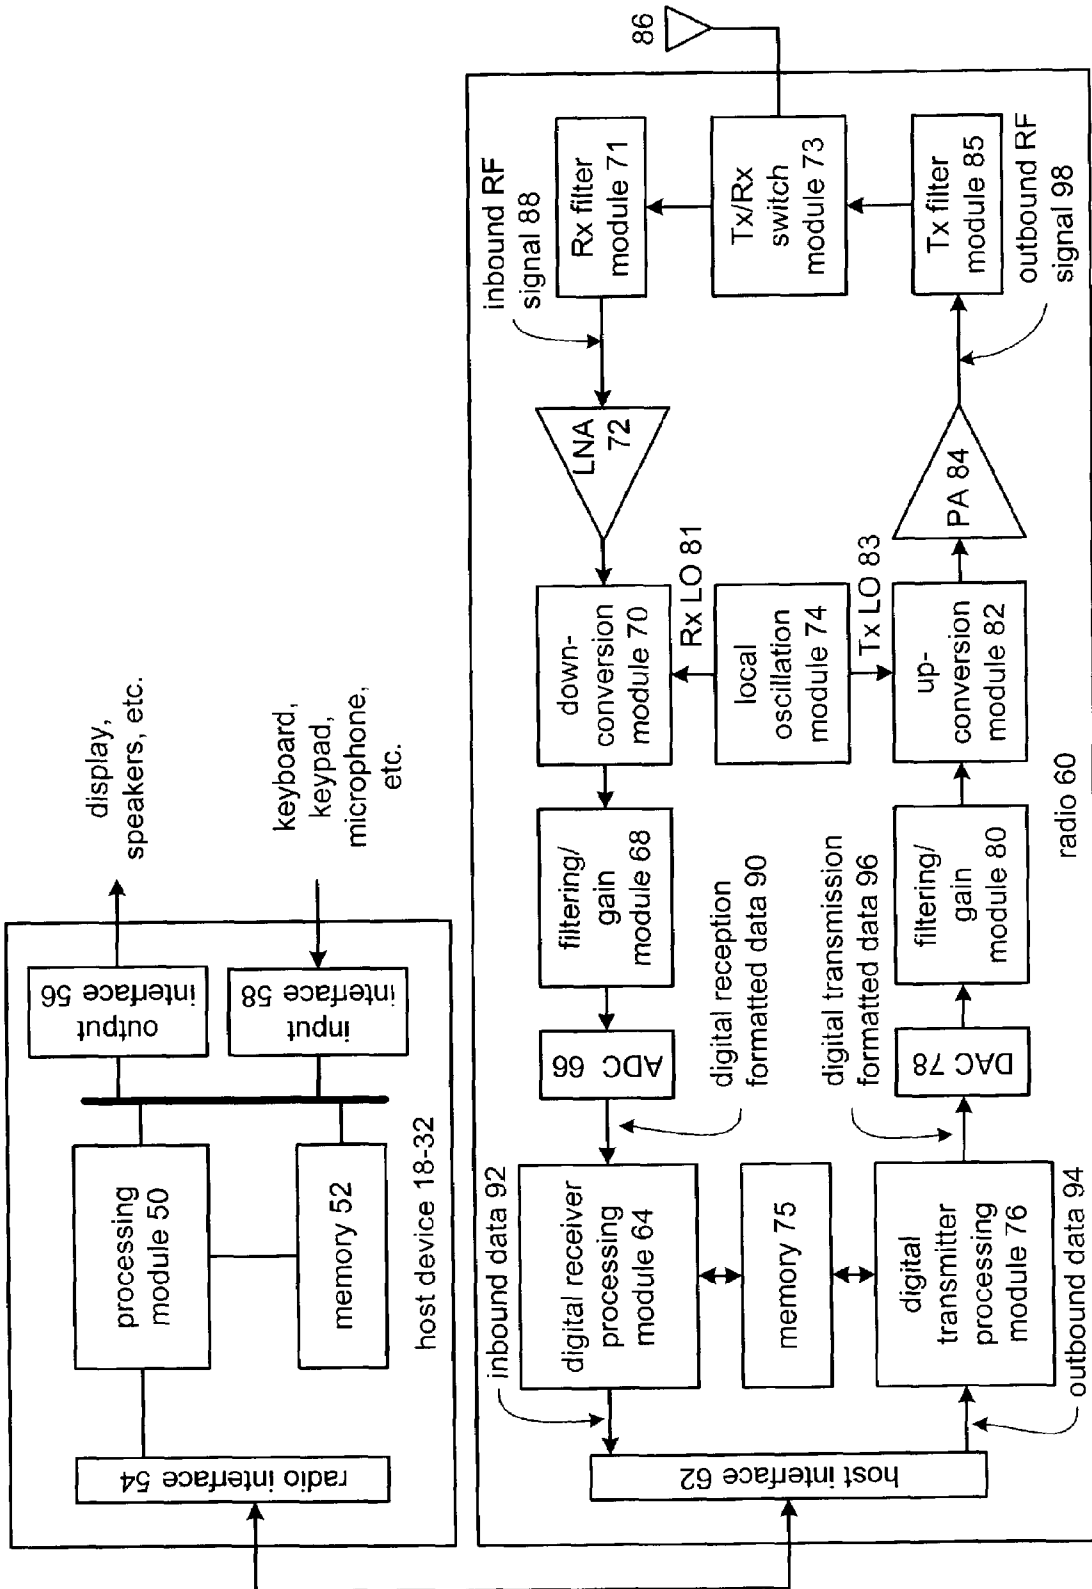 radio interface 54
processing
module 50
memory 52
output
interface 56
input
interface 58
display,
speakers, etc.
keyboard,
keypad,
microphone,
etc.
host device 18-32
host interface 62
inbound data 92
digital receiver
processing
module 64
digital reception
formatted data 90
ADC 66
filtering/
gain
module 68
down-
conversion
module 70
LNA
72
inbound RF
signal 88
Rx filter
module 71
memory 75
Rx LO 81
local
oscillation
module 74
Tx LO 83
Tx/Rx
switch
module 73
86
outbound data 94
digital
transmitter
processing
module 76
digital transmission
formatted data 96
DAC 78
filtering/
gain
module 80
up-
conversion
module 82
PA 84
outbound RF
signal 98
Tx filter
module 85
radio 60